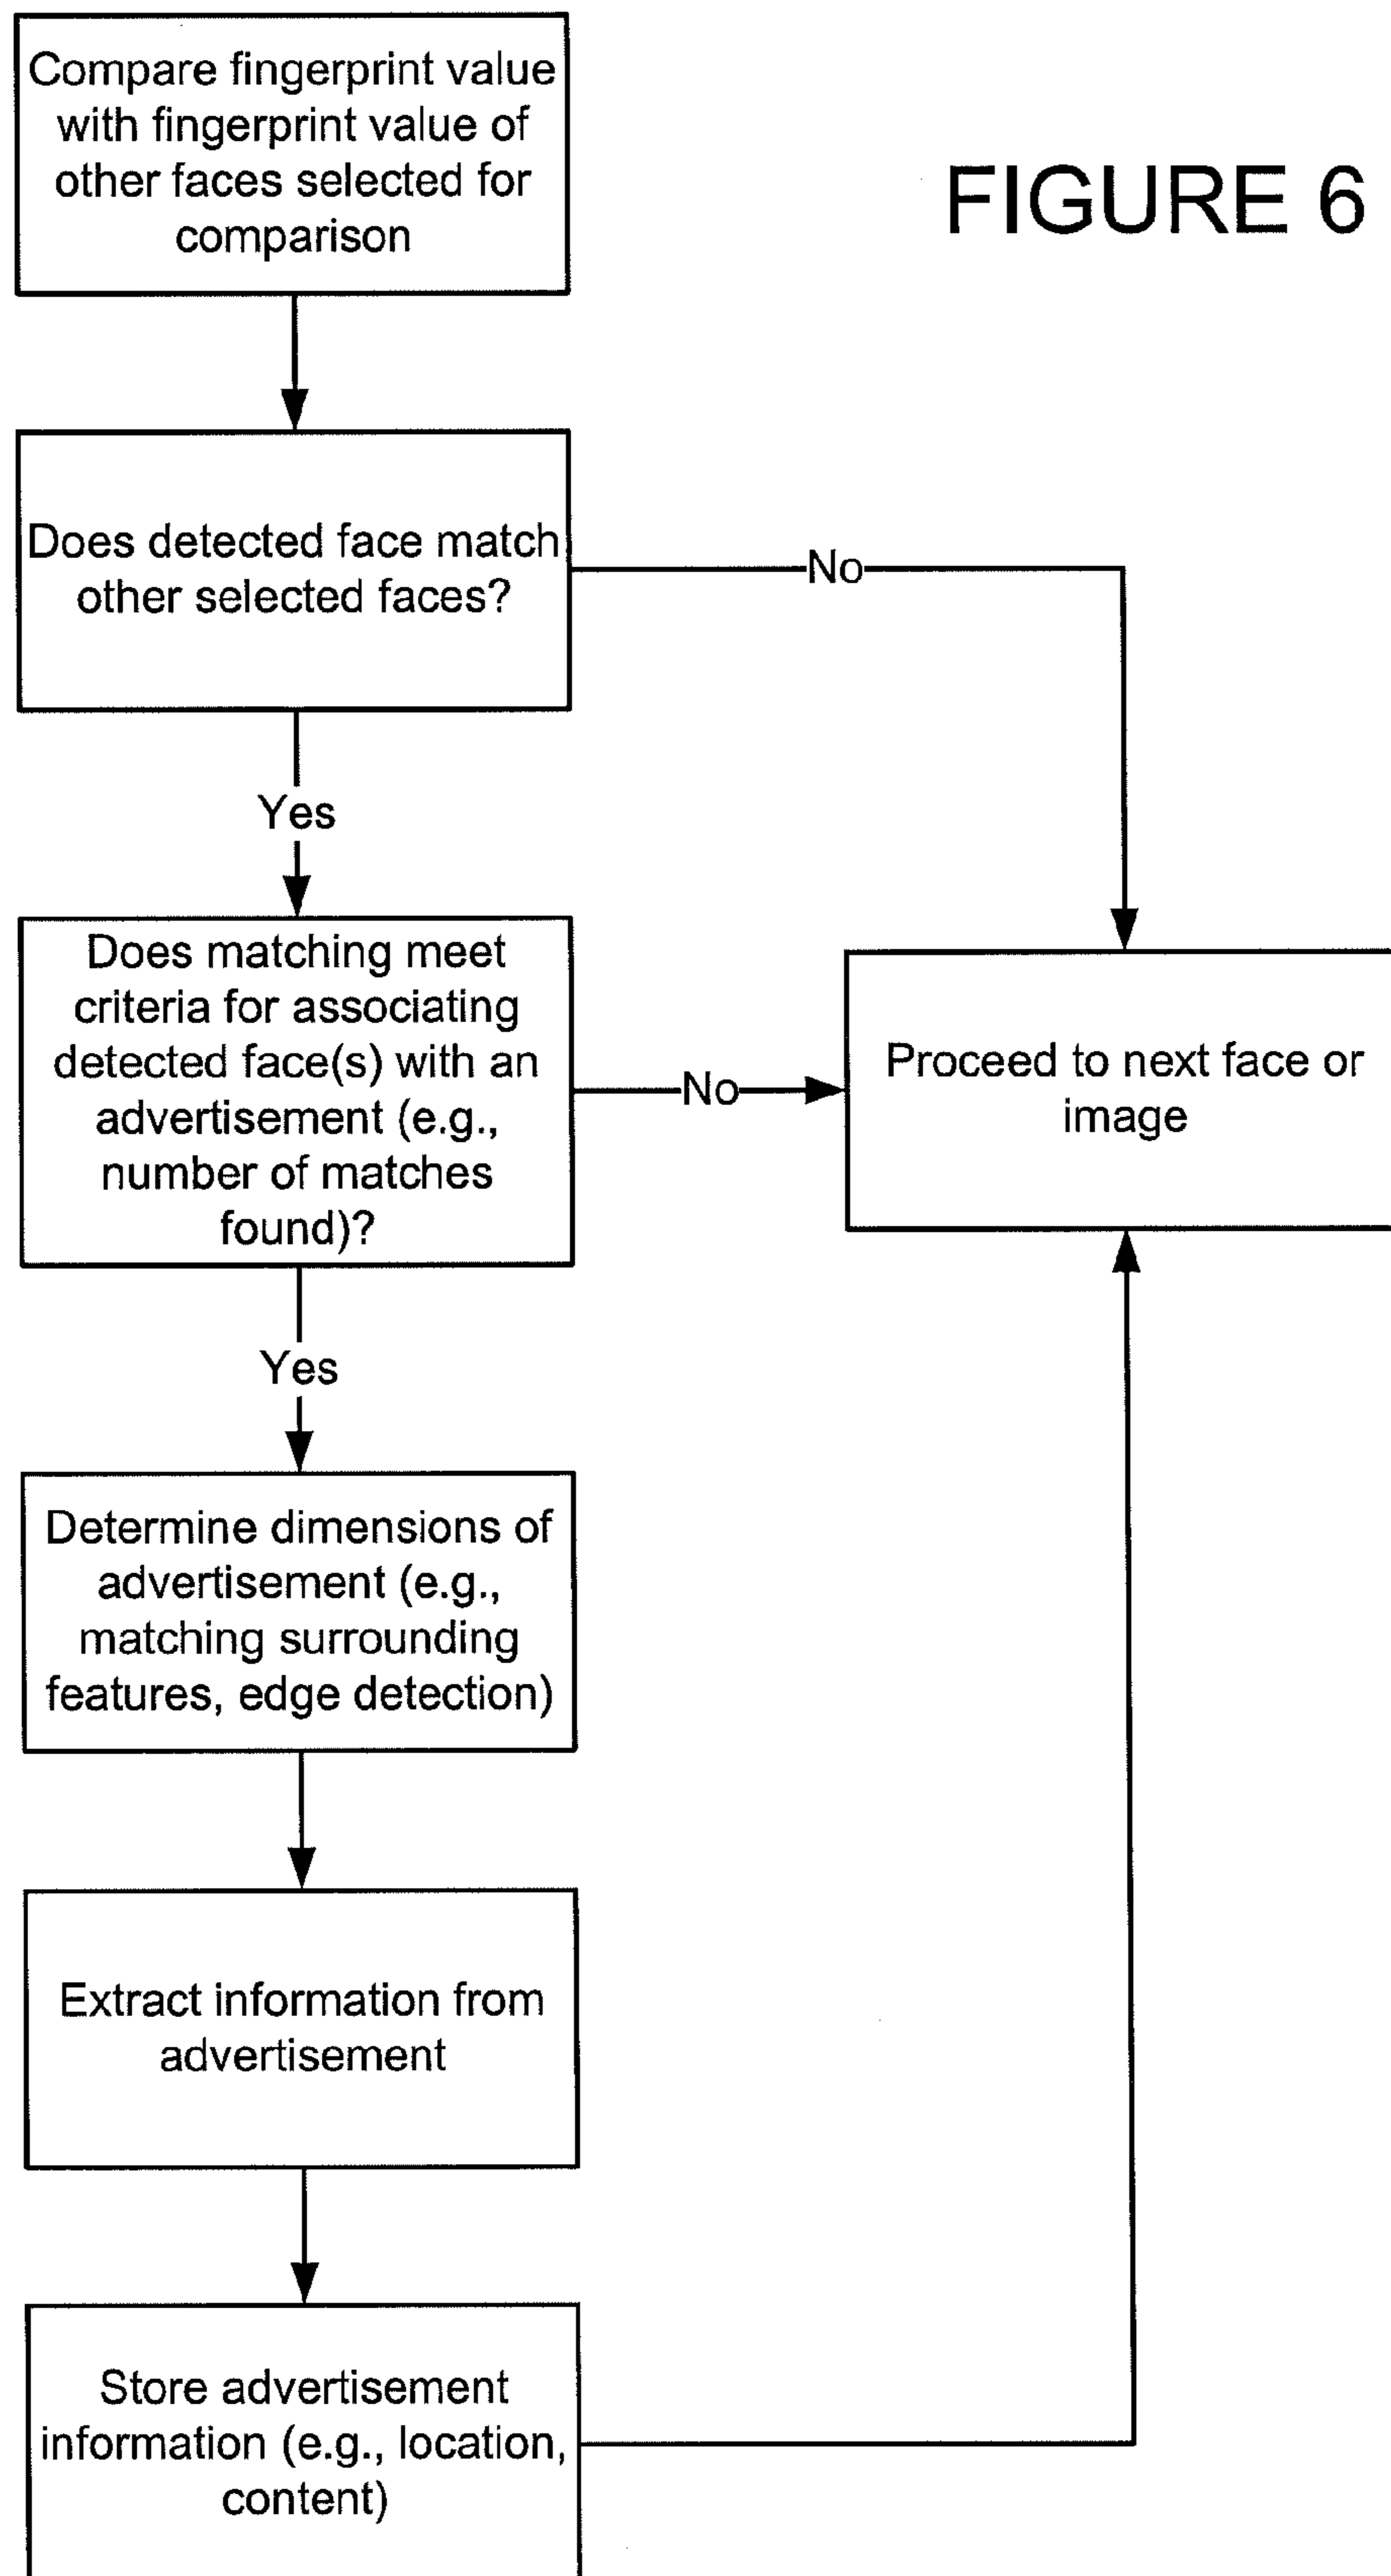 FIGURE 6
Compare fingerprint value
with fingerprint value of
other faces selected for
comparison
Does detected face match
other selected faces?
No
Yes
Does matching meet
criteria for associating
detected face(s) with an
advertisement (e.g.,
number of matches
found)?
No
Proceed to next face or
image
Yes
Determine dimensions of
advertisement (e.g.,
matching surrounding
features, edge detection)
Extract information from
advertisement
Store advertisement
information (e.g., location,
content)